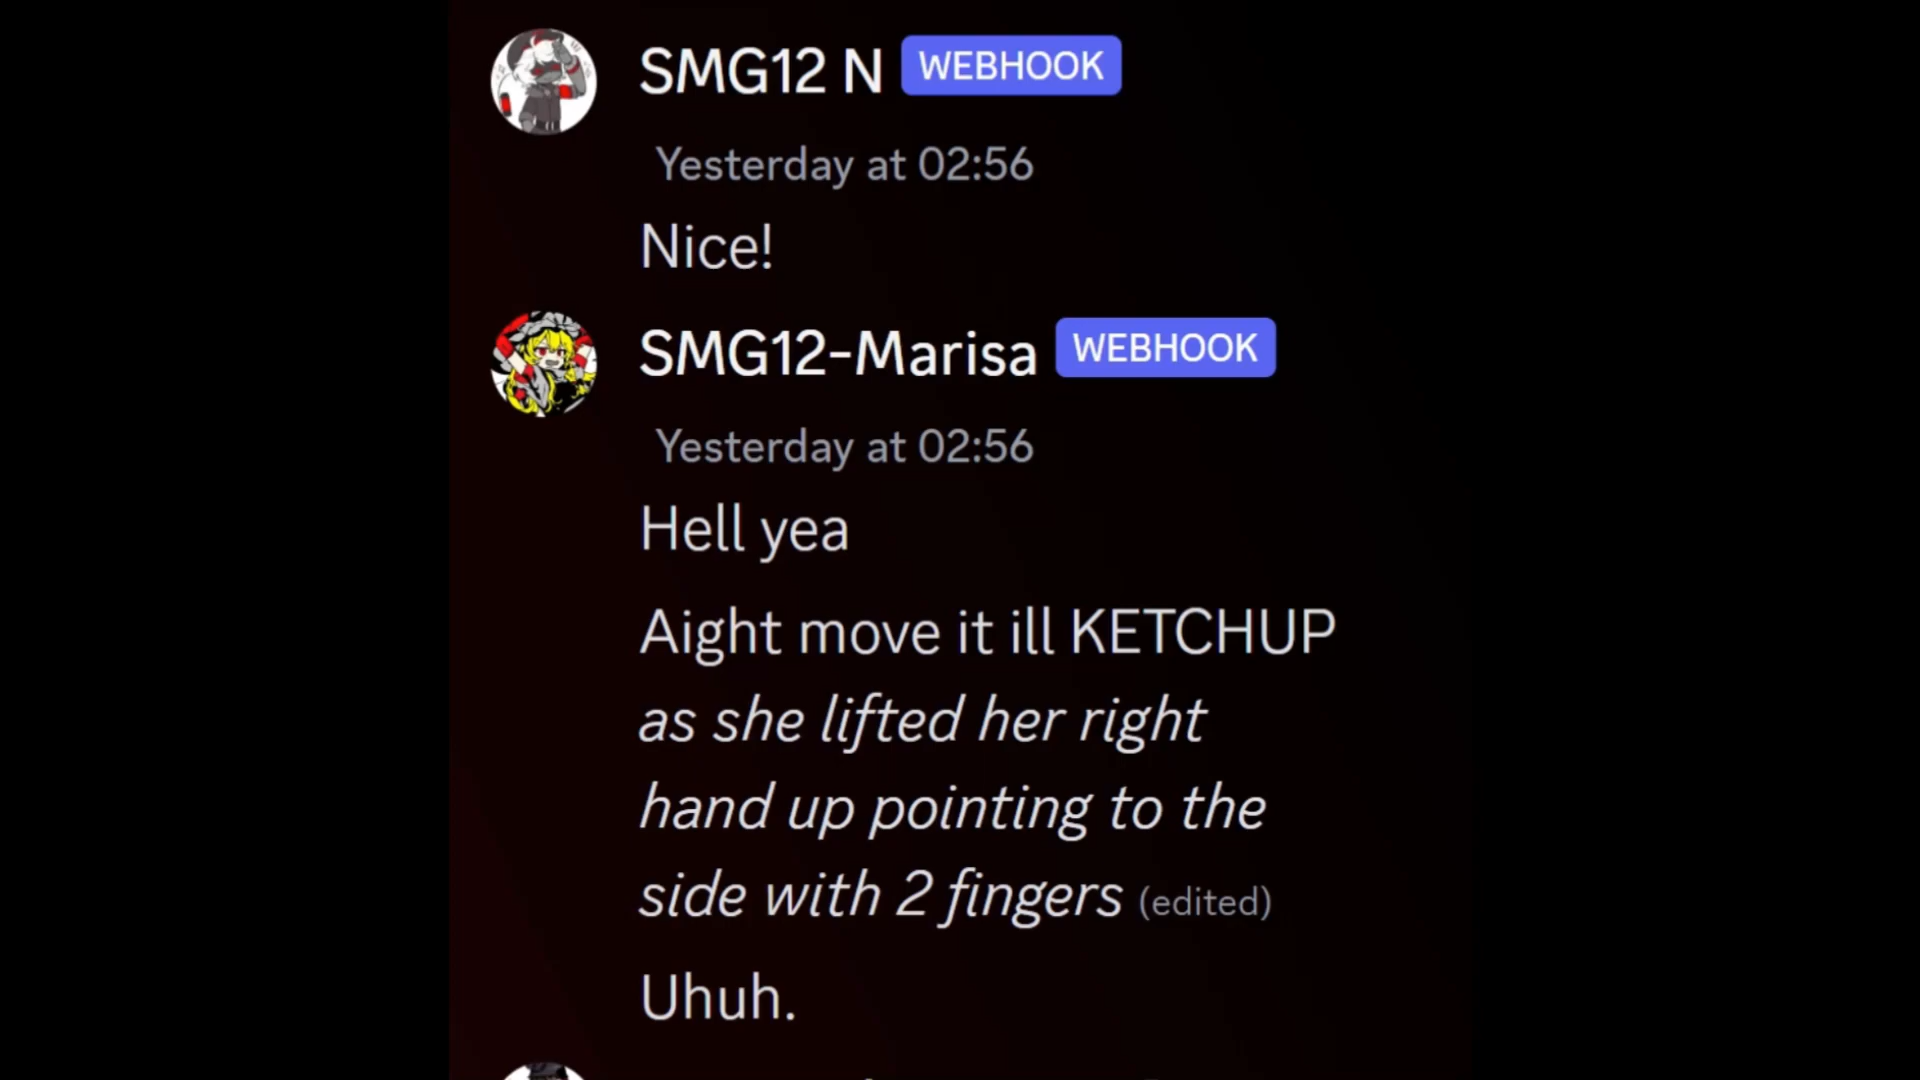 SMG12 N WEBHOOK
Yesterday at 02:56
Nice!
SMG12-Marisa WEBHOOK
Yesterday at 02:56
Hell yea
Aight move it ill KETCHUP
as she lifted her right
hand up pointing to the
side with 2 fingers (edited)
Uhuh.